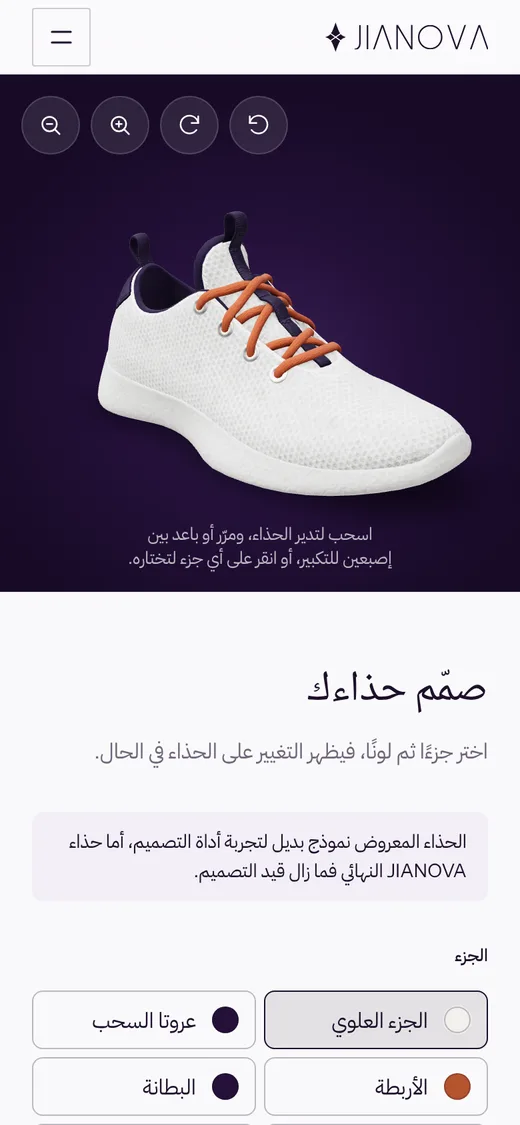 JIANOVA
اسحب لتدير الحذاء، ومرّر أو باعد بين
إصبعين للتكبير، أو انقر على أي جزء لتختاره.
صمّم حذاءك
اختر جزءًا ثم لونًا، فيظهر التغيير على الحذاء في الحال.
الحذاء المعروض نموذج بديل لتجربة أداة التصميم، أما حذاء
JIANOVA النهائي فما زال قيد التصميم.
الجزء
الجزء العلوي
عروتا السحب
الأربطة
البطانة